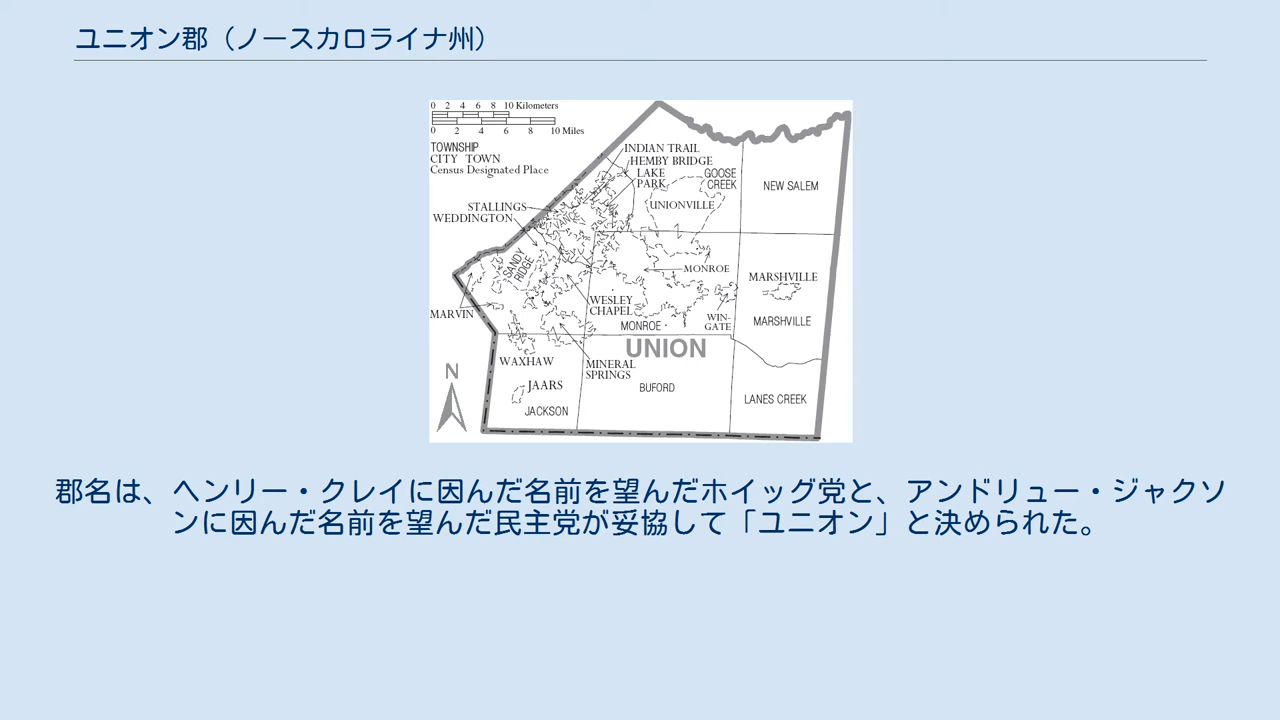 ユニオン郡（ノースカロライナ州）
0 2 4 6 8 10 Kilometers
0 2 4 6 8 10 Miles
TOWNSHIP
CITY TOWN
Census Designated Place
INDIAN TRAIL
HEMBY BRIDGE
LAKE
PARK
GOOSE
CREEK
NEW SALEM
STALLINGS
WEDDINGTON
VANCE
UNIONVILLE
SANDY
RIDGE
MONROE
MARSHVILLE
MARVIN
WESLEY
CHAPEL
WIN-
GATE
MONROE
MARSHVILLE
UNION
WAXHAW
MINERAL
SPRINGS
N
JAARS
BUFORD
JACKSON
LANES CREEK
郡名は、ヘンリー・クレイに因んだ名前を望んだホイッグ党と、アンドリュー・ジャクソ
ンに因んだ名前を望んだ民主党が妥協して「ユニオン」と決められた。